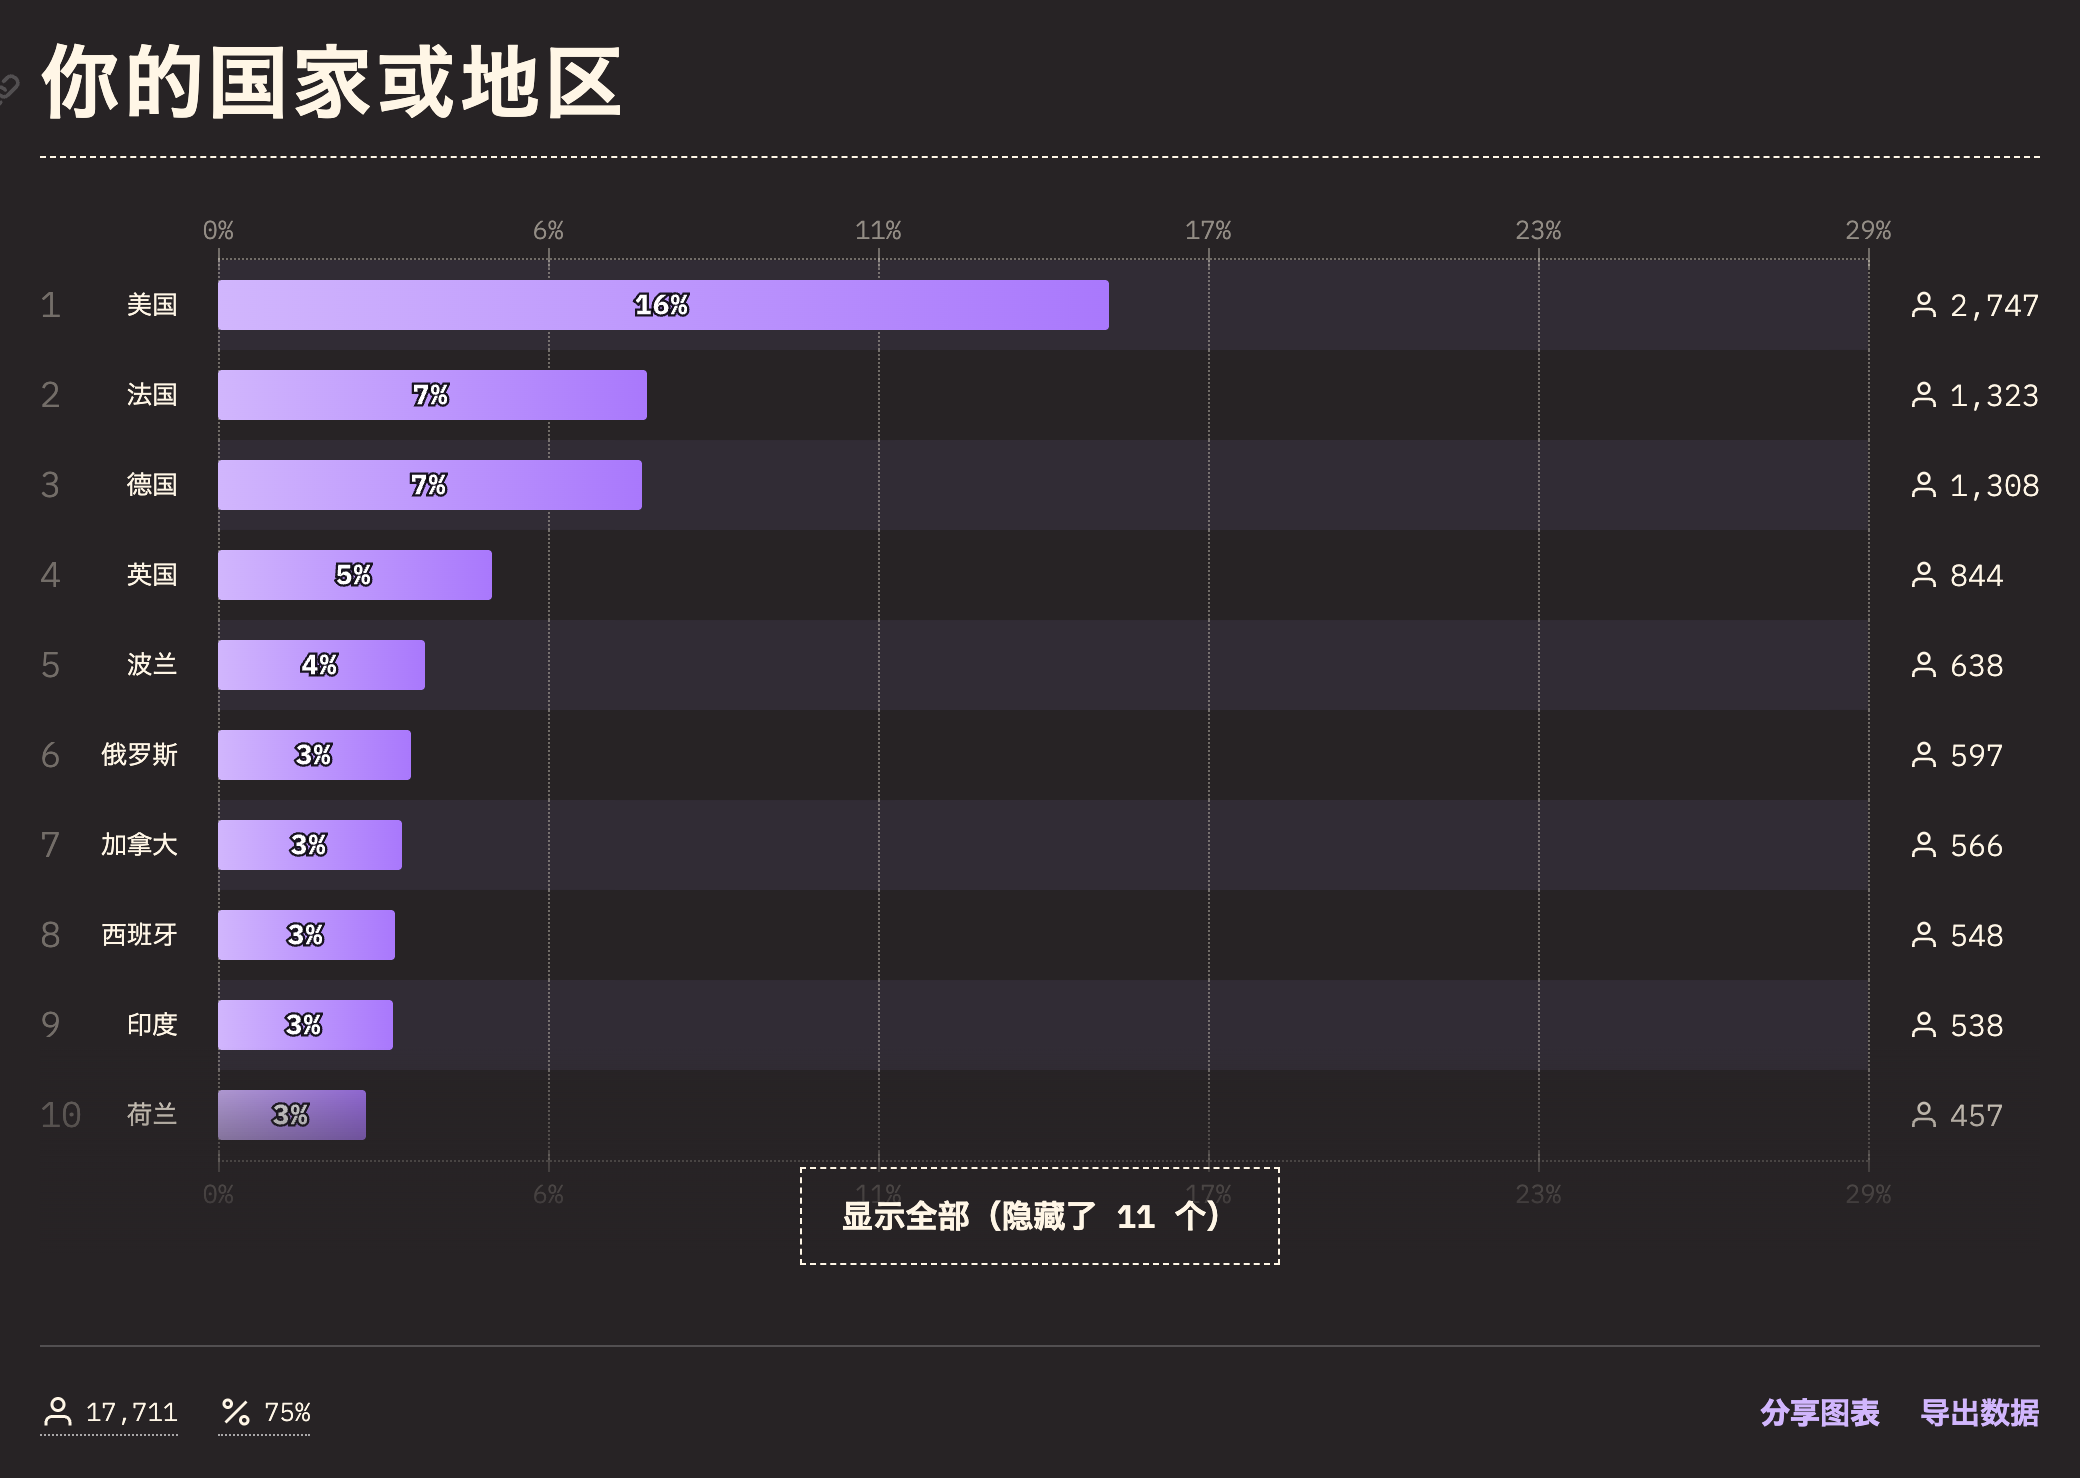 你的国家或地区
0% 6% 11% 17% 23% 29%
1 美国 16% 2,747
2 法国 7% 1,323
3 德国 7% 1,308
4 英国 5% 844
5 波兰 4% 638
6 俄罗斯 3% 597
7 加拿大 3% 566
8 西班牙 3% 548
9 印度 3% 538
10 荷兰 3% 457
0% 6% 11% 17% 23% 29%
显示全部（隐藏了 11 个）
17,711 75% 分享图表 导出数据